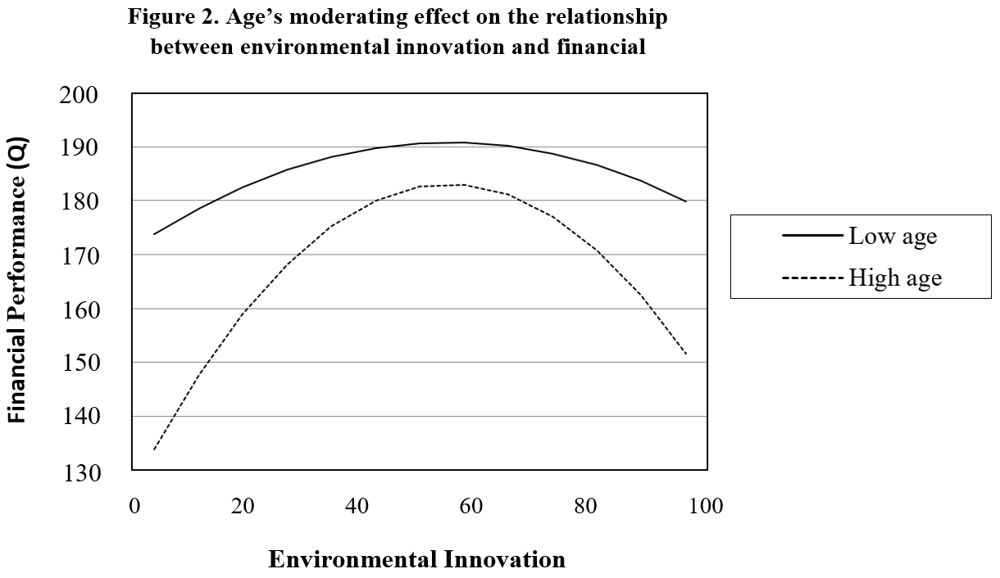 Figure 2. Age’s moderating effect on the relationship
between environmental innovation and financial
200
190
180
170
160
150
140
130
Financial Performance (Q)
0 20 40 60 80 100
Environmental Innovation
Low age
High age